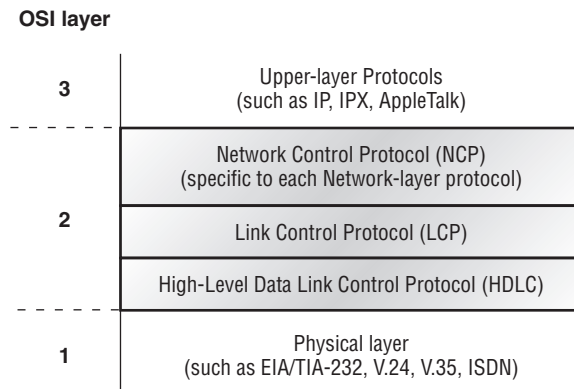 OSI layer
3
Upper-layer Protocols
(such as IP, IPX, AppleTalk)
Network Control Protocol (NCP)
(specific to each Network-layer protocol)
2
Link Control Protocol (LCP)
High-Level Data Link Control Protocol (HDLC)
1
Physical layer
(such as EIA/TIA-232, V.24, V.35, ISDN)